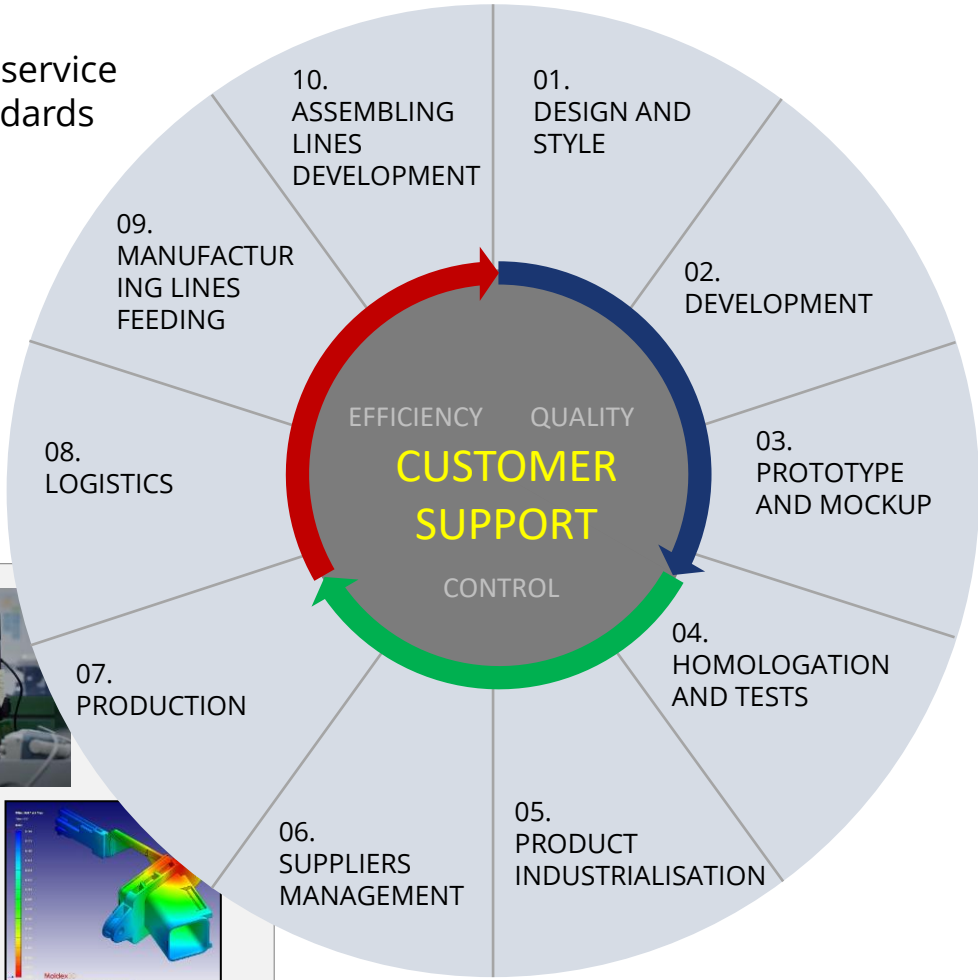 service
dards
10.
ASSEMBLING
LINES
DEVELOPMENT
01.
DESIGN AND
STYLE
09.
MANUFACTUR
ING LINES
FEEDING
02.
DEVELOPMENT
EFFICIENCY QUALITY
CUSTOMER
SUPPORT
CONTROL
08.
LOGISTICS
03.
PROTOTYPE
AND MOCKUP
04.
HOMOLOGATION
AND TESTS
07.
PRODUCTION
05.
PRODUCT
INDUSTRIALISATION
06.
SUPPLIERS
MANAGEMENT